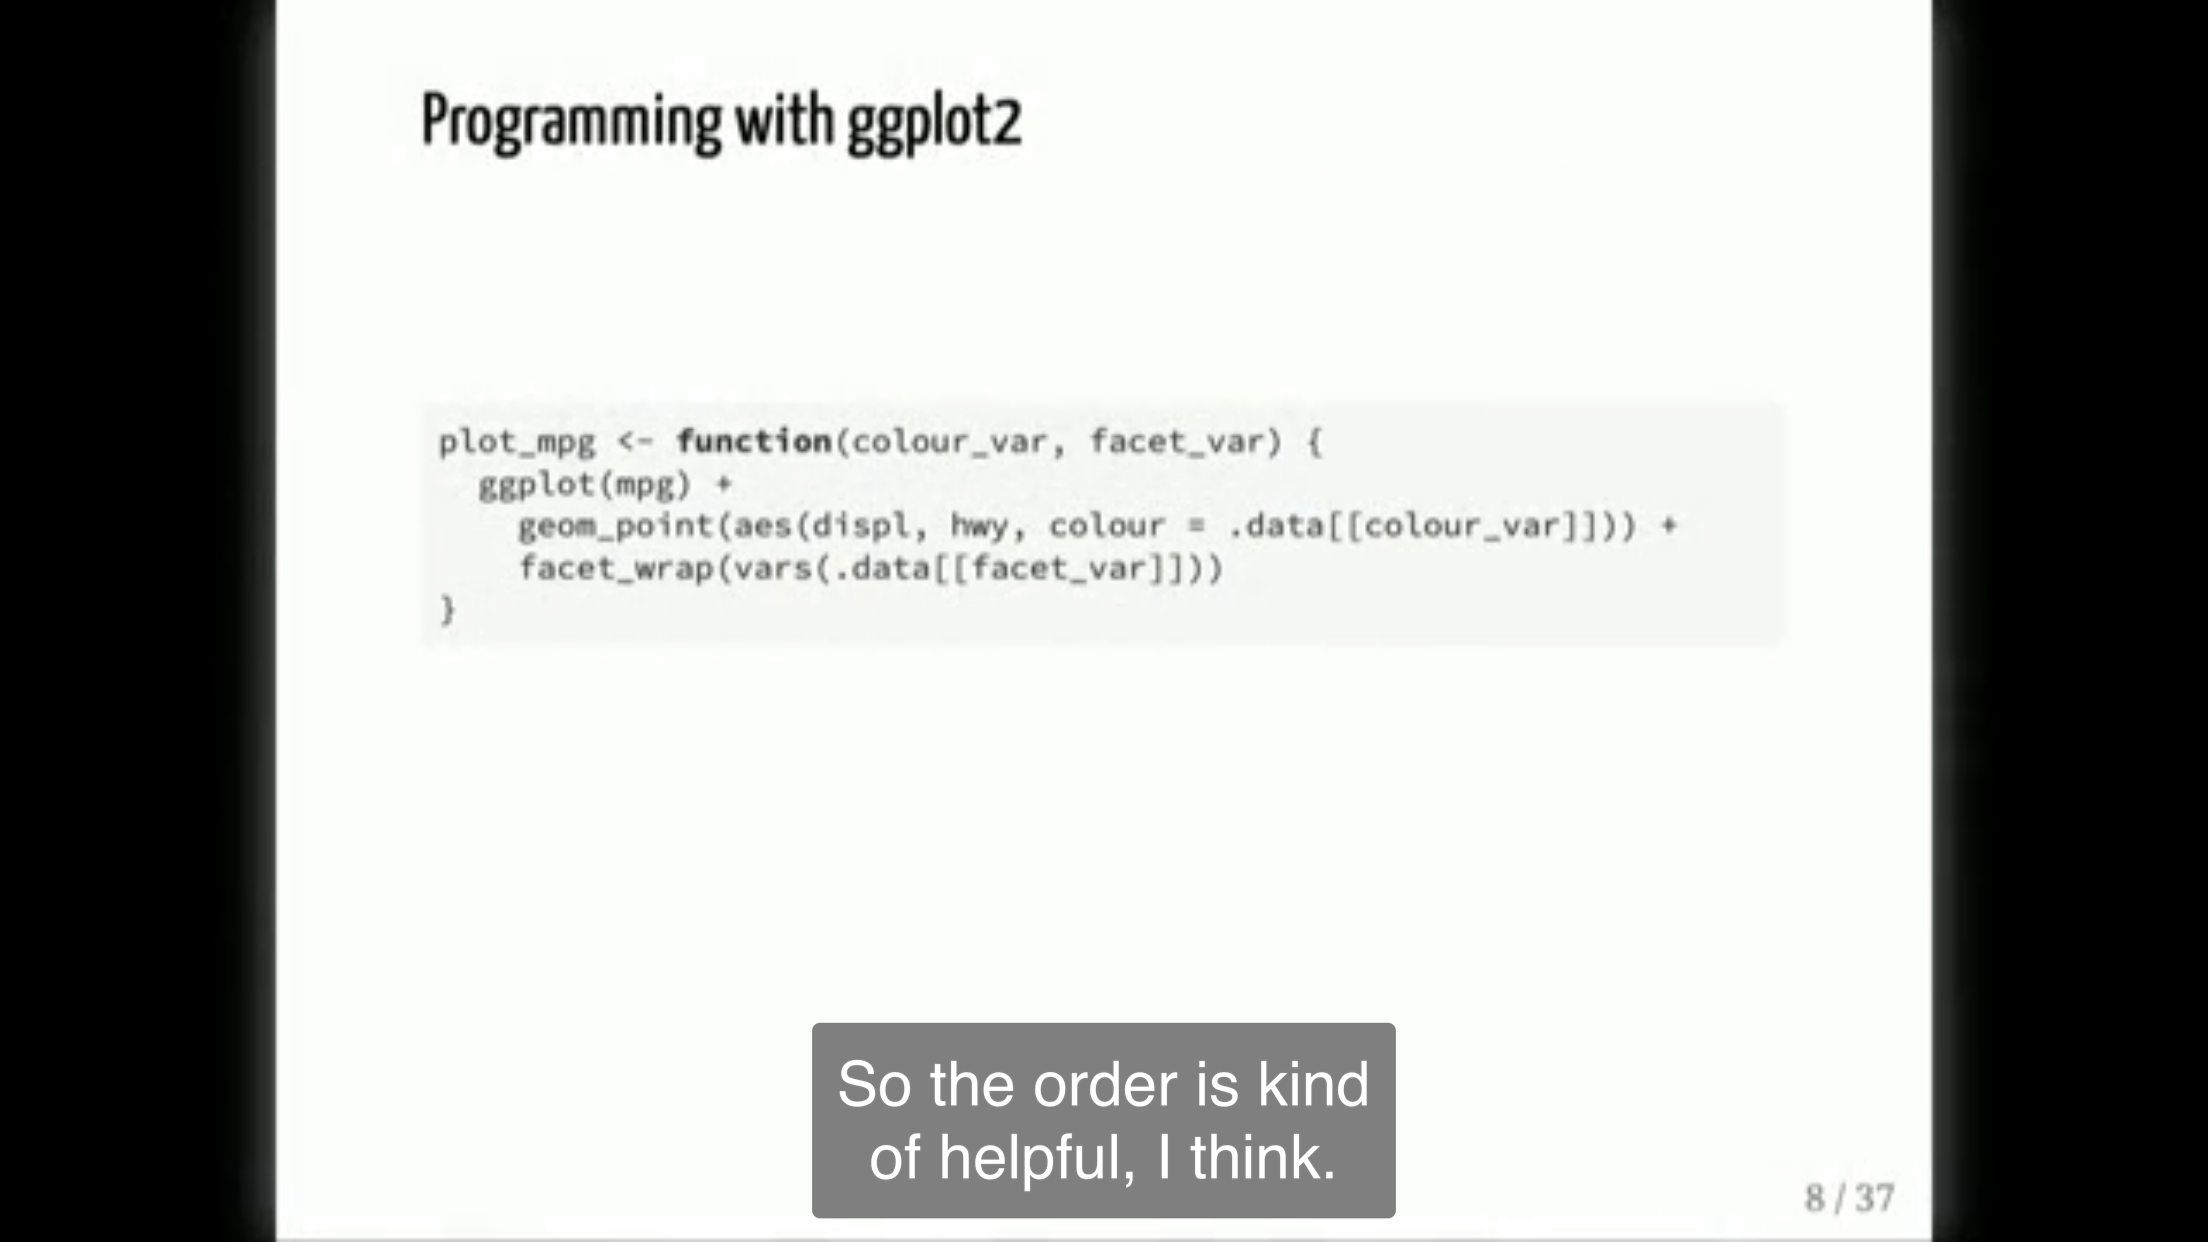 Programming with ggplot2
plot_mpg <- function(colour_var, facet_var) {
  ggplot(mpg) +
    geom_point(aes(displ, hwy, colour = .data[[colour_var]])) +
    facet_wrap(vars(.data[[facet_var]]))
}
So the order is kind
of helpful, I think.
8 / 37